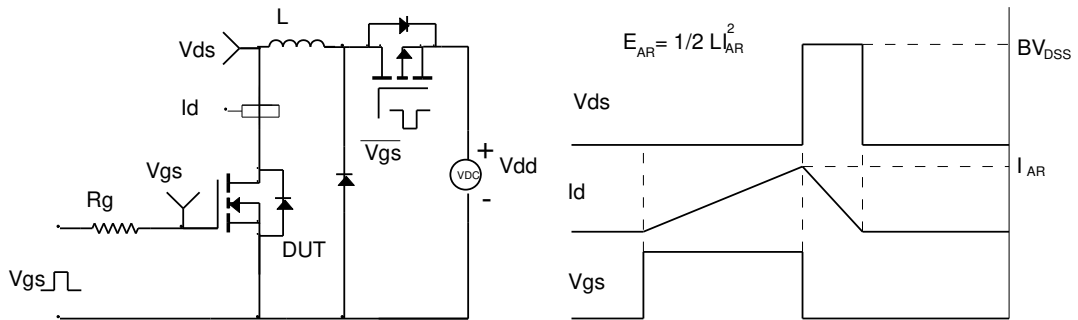 L
Vds
Id
Vgs
Rg
DUT
Vgs
Vgs
VDC
+
Vdd
-
E_AR = 1/2 LI_AR^2
Vds
BV_DSS
Id
I_AR
Vgs